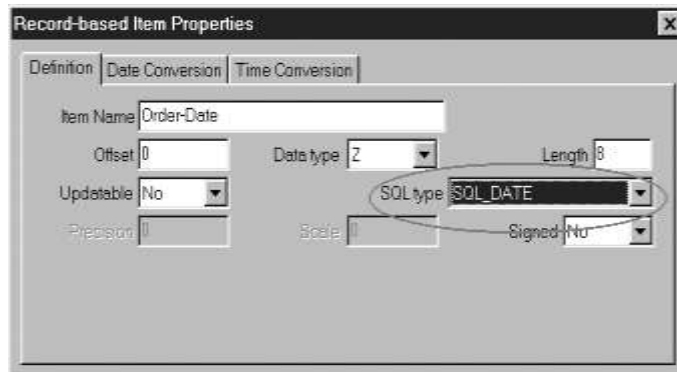 Record-based Item Properties
Definition Date Conversion Time Conversion
Item Name Order-Date
Offset 0 Data type Z Length 8
Updatable No SQL type SQL_DATE
Precision 0 Scale 0 Signed No